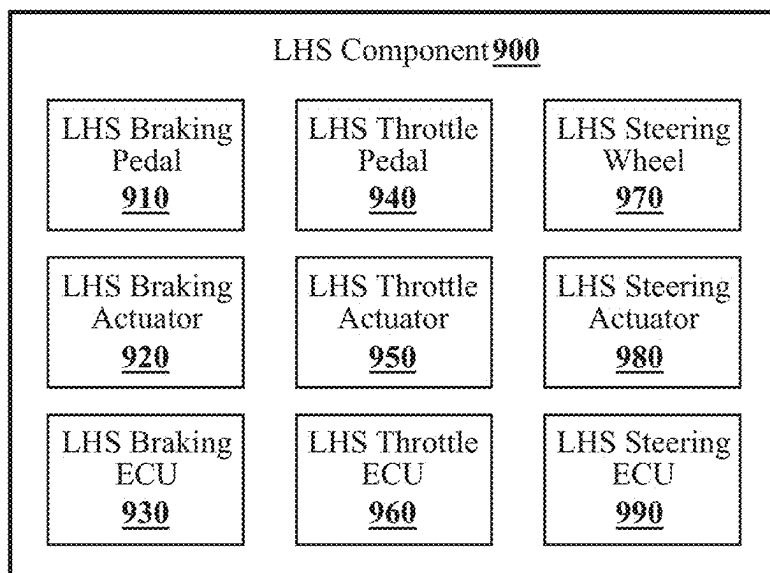 LHS Component 900
LHS Braking
Pedal
910
LHS Throttle
Pedal
940
LHS Steering
Wheel
970
LHS Braking
Actuator
920
LHS Throttle
Actuator
950
LHS Steering
Actuator
980
LHS Braking
ECU
930
LHS Throttle
ECU
960
LHS Steering
ECU
990